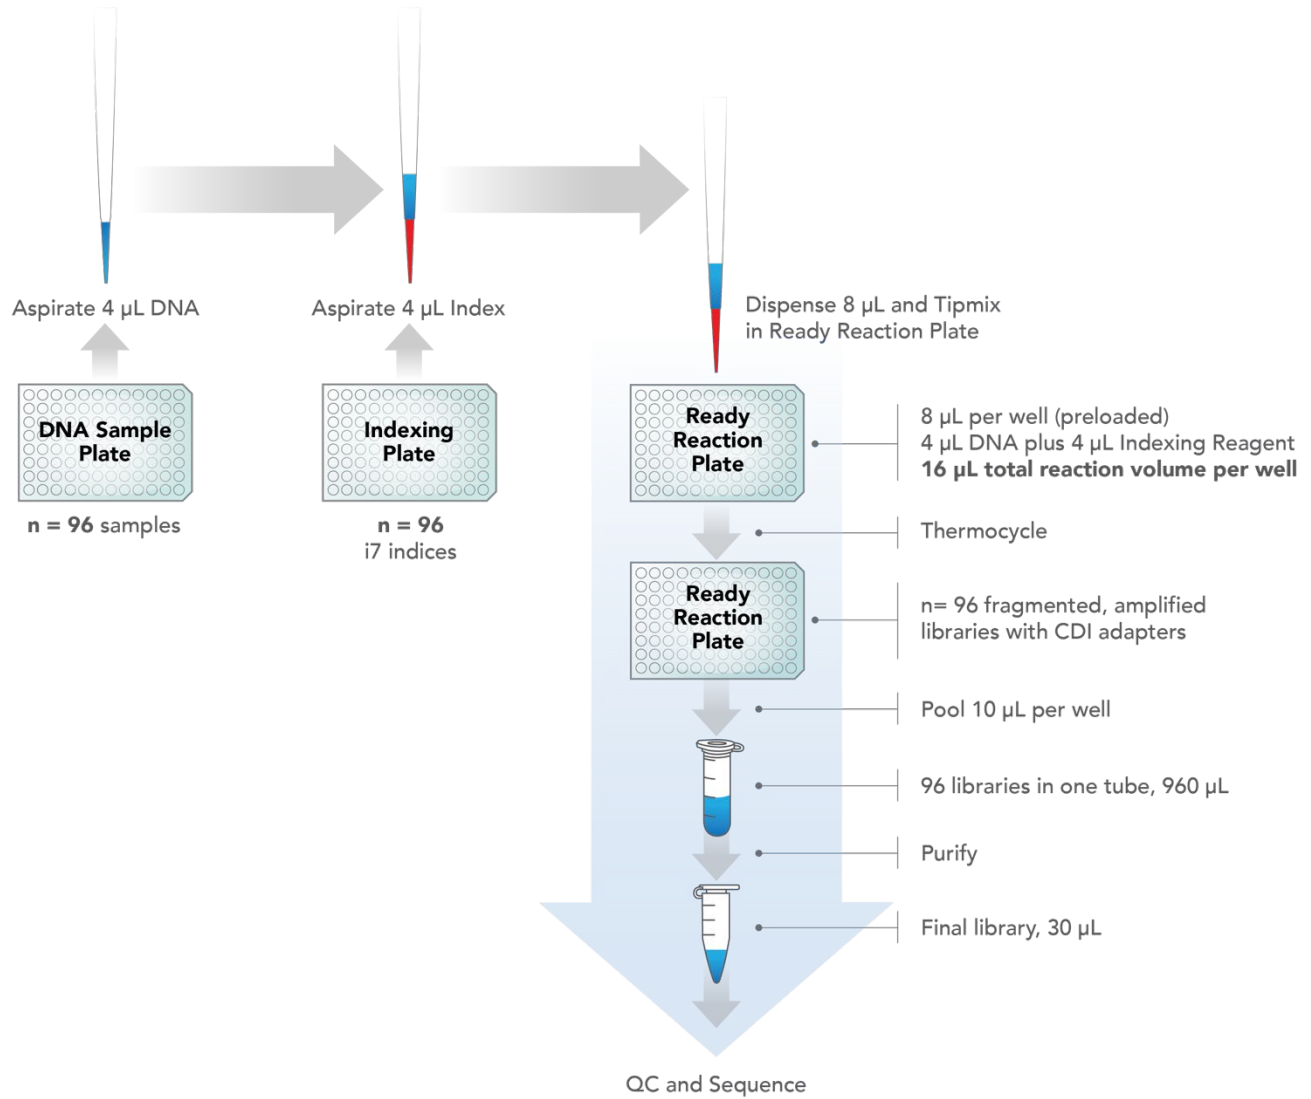 Aspirate 4 µL DNA
Aspirate 4 µL Index
Dispense 8 µL and Tipmix
in Ready Reaction Plate
DNA Sample
Plate
n = 96 samples
Indexing
Plate
n = 96
i7 indices
Ready
Reaction
Plate
8 µL per well (preloaded)
4 µL DNA plus 4 µL Indexing Reagent
16 µL total reaction volume per well
Thermocycle
Ready
Reaction
Plate
n= 96 fragmented, amplified
libraries with CDI adapters
Pool 10 µL per well
96 libraries in one tube, 960 µL
Purify
Final library, 30 µL
QC and Sequence